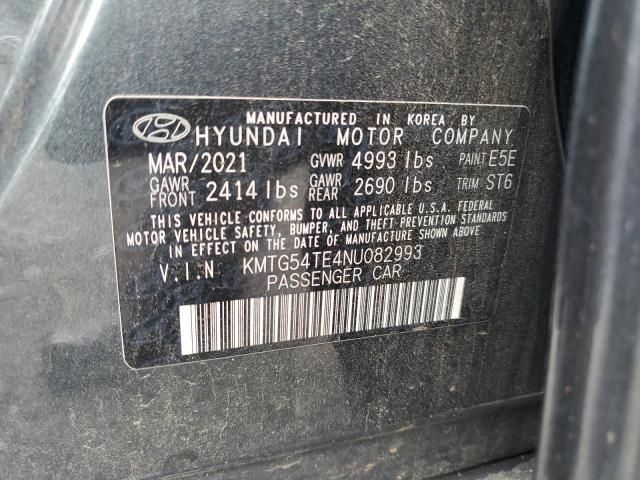 MANUFACTURED IN KOREA BY
HYUNDAI MOTOR COMPANY
MAR/2021 GVWR 4993 lbs PAINT E5E
GAWR FRONT 2414 lbs GAWR REAR 2690 lbs TRIM ST6
THIS VEHICLE CONFORMS TO ALL APPLICABLE U.S.A. FEDERAL
MOTOR VEHICLE SAFETY, BUMPER, AND THEFT PREVENTION STANDARDS
IN EFFECT ON THE DATE OF MANUFACTURE SHOWN ABOVE
V.I.N KMTG54TE4NU082993
PASSENGER CAR